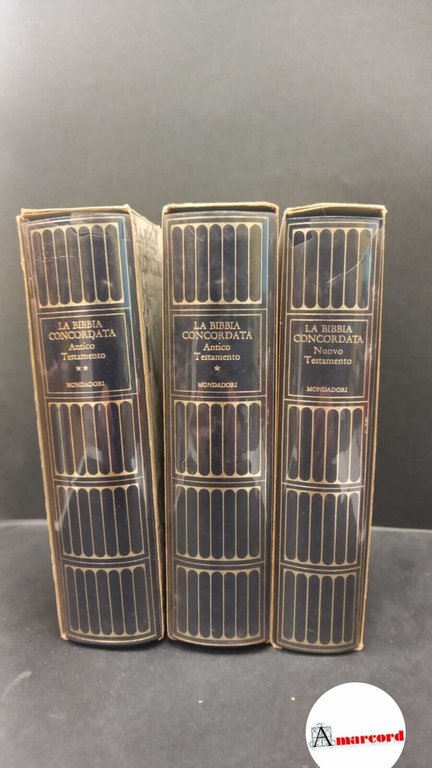 LA BIBBIA
CONCORDATA
Antico
Testamento
**
MONDADORI
LA BIBBIA
CONCORDATA
Antico
Testamento
*
MONDADORI
LA BIBBIA
CONCORDATA
Nuovo
Testamento
MONDADORI
Amarcord